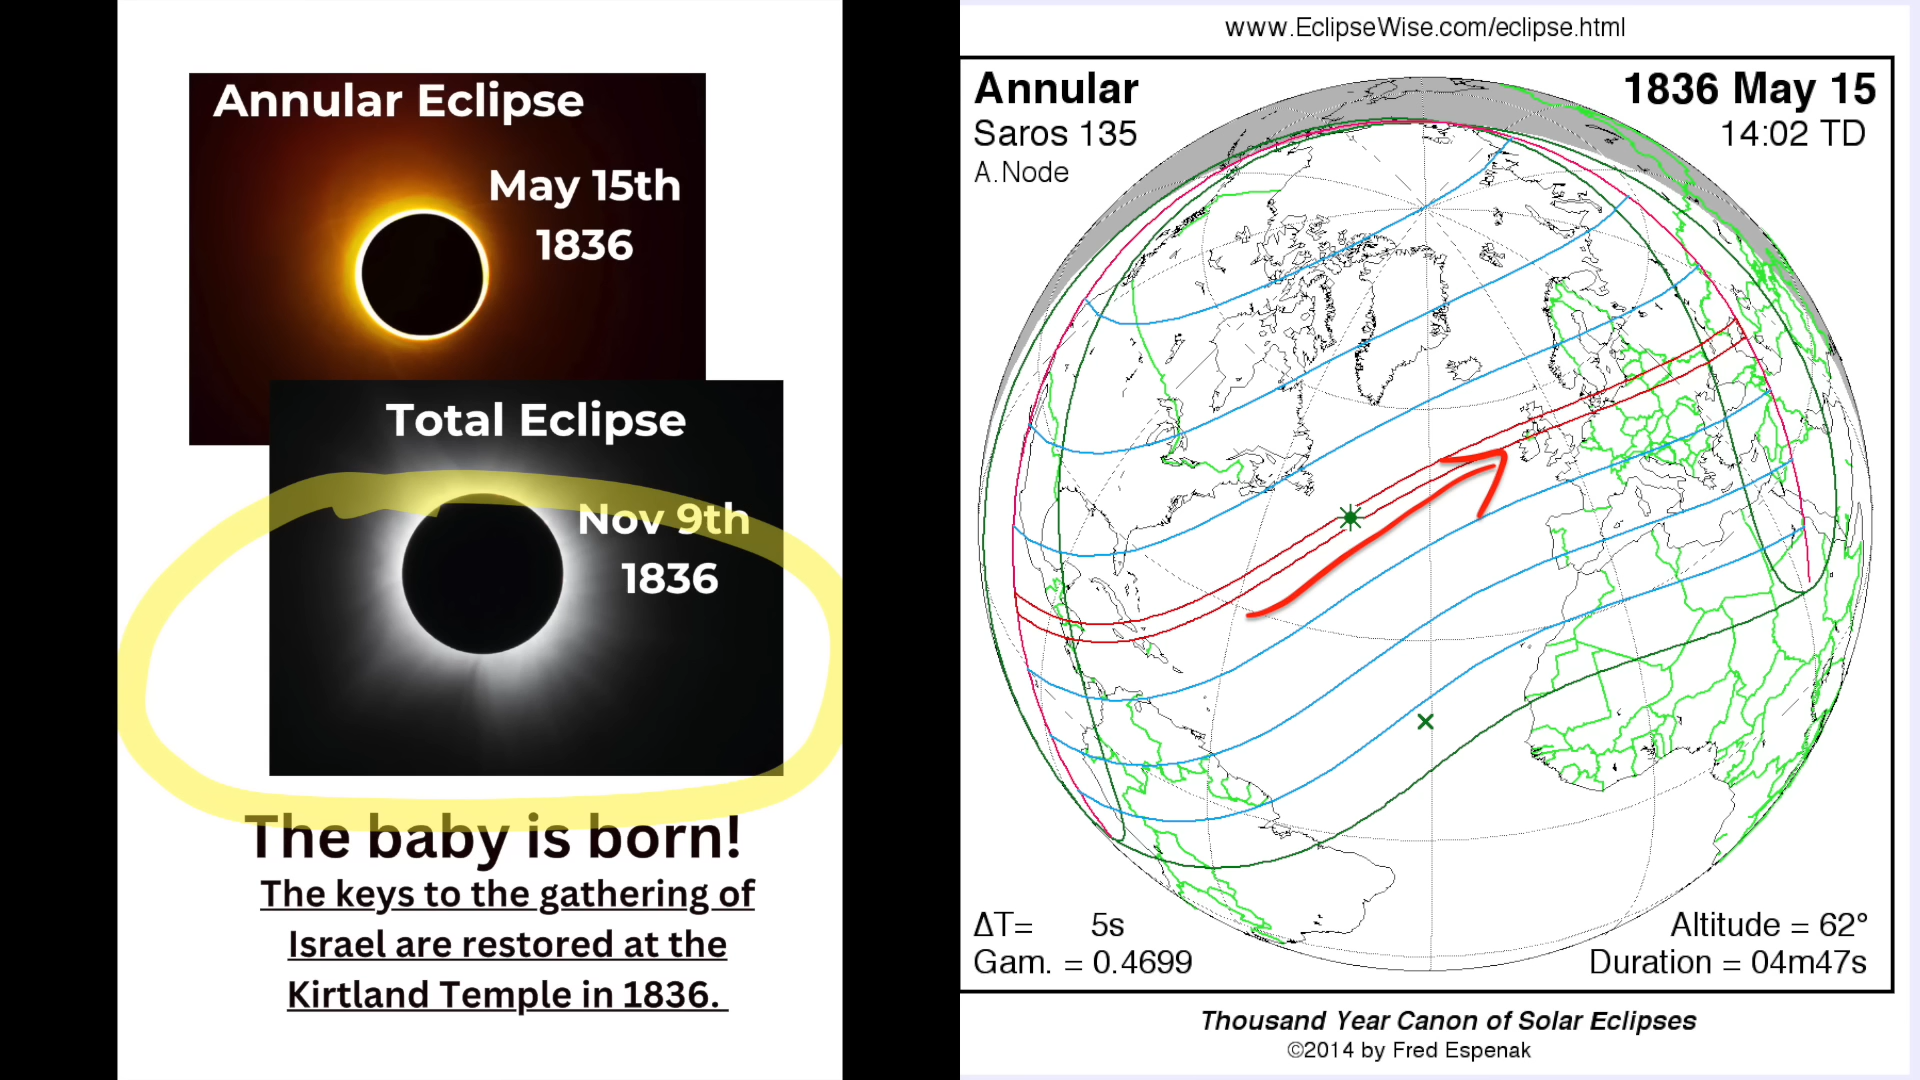 Annular Eclipse
May 15th
1836
Total Eclipse
Nov 9th
1836
The baby is born!
The keys to the gathering of
Israel are restored at the
Kirtland Temple in 1836.
www.EclipseWise.com/eclipse.html
Annular
Saros 135
A.Node
1836 May 15
14:02 TD
ΔT= 5s
Gam. = 0.4699
Altitude = 62°
Duration = 04m47s
Thousand Year Canon of Solar Eclipses
©2014 by Fred Espenak